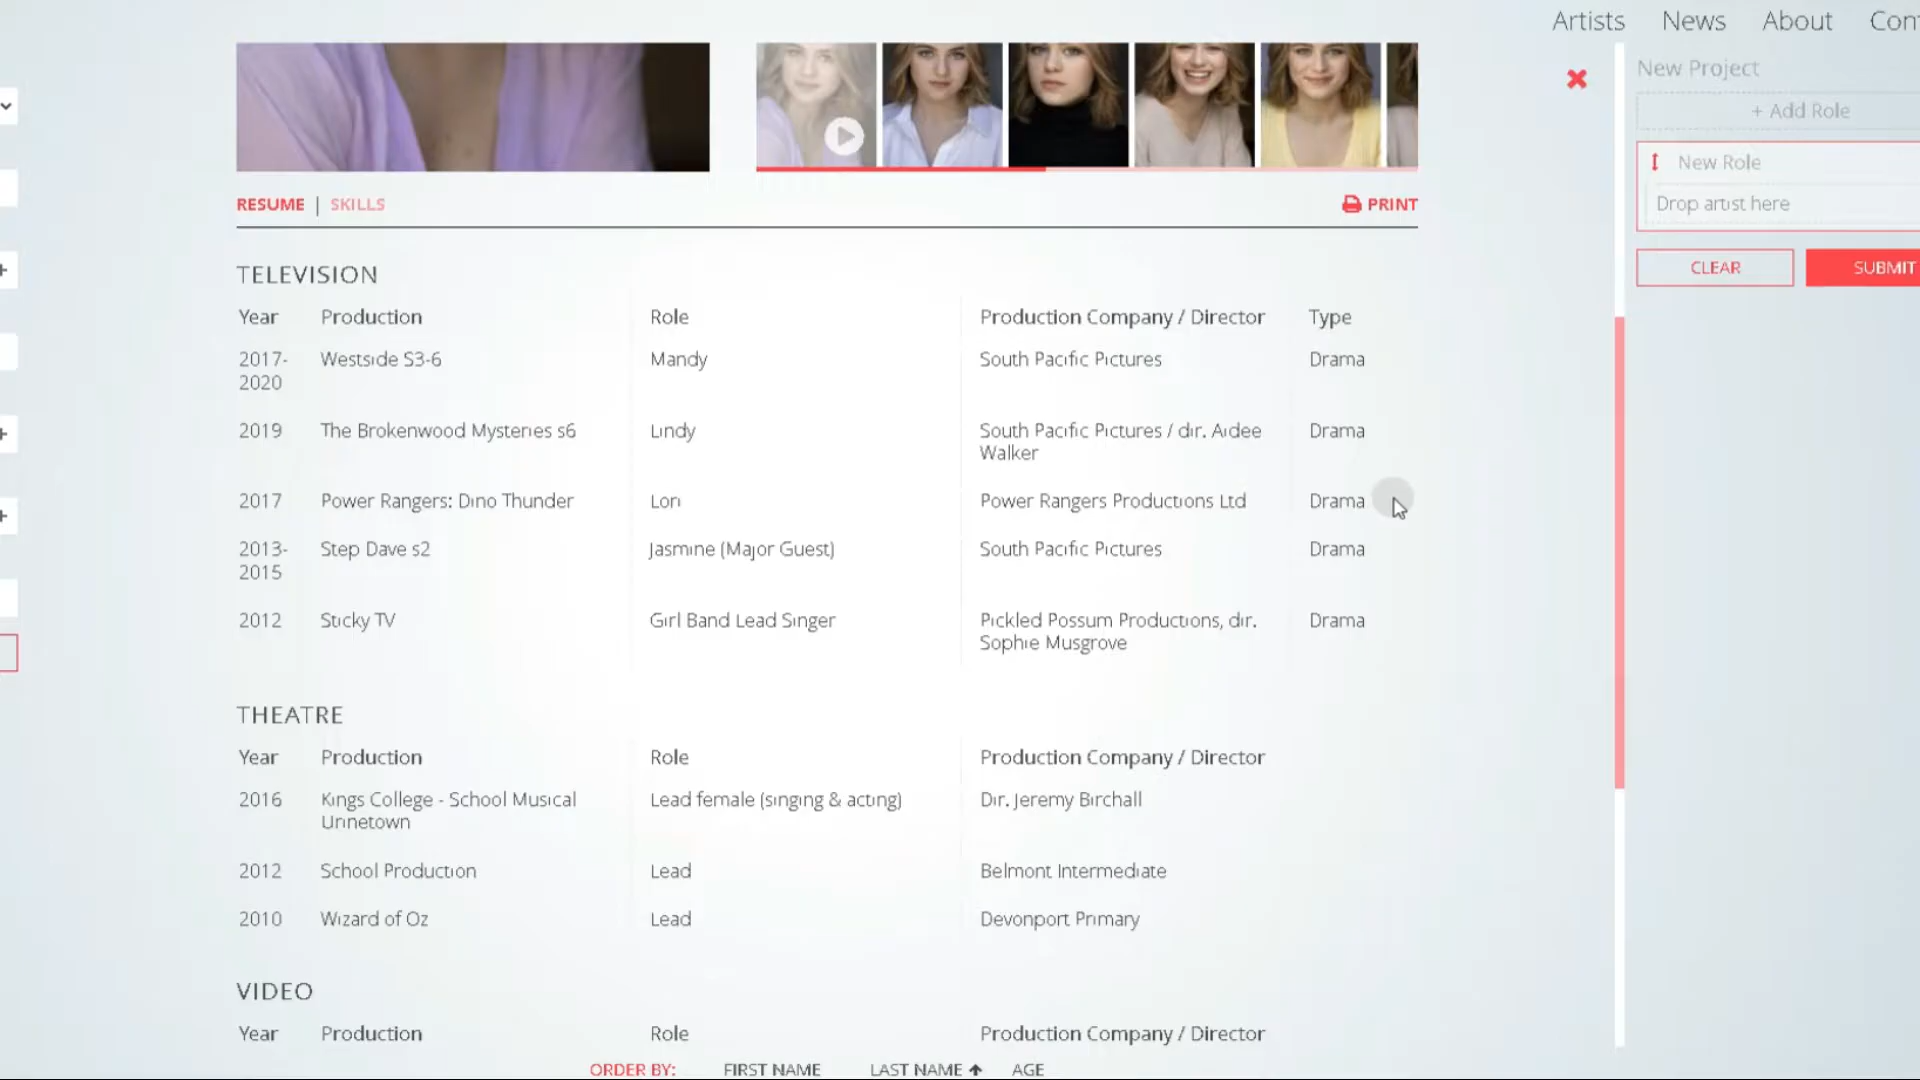 Artists News About
New Project
+ Add Role
New Role
Drop artist here
CLEAR SUBMIT
RESUME | SKILLS PRINT
TELEVISION
Year Production Role Production Company / Director Type
2017- Westside S3-6 Mandy South Pacific Pictures Drama
2020
2019 The Brokenwood Mysteries s6 Lindy South Pacific Pictures / dir. Aidee Drama
Walker
2017 Power Rangers: Dino Thunder Lori Power Rangers Productions Ltd Drama
2013- Step Dave s2 Jasmine (Major Guest) South Pacific Pictures Drama
2015
2012 Sticky TV Girl Band Lead Singer Pickled Possum Productions, dir. Drama
Sophie Musgrove
THEATRE
Year Production Role Production Company / Director
2016 Kings College - School Musical Lead female (singing & acting) Dir. Jeremy Birchall
Urinetown
2012 School Production Lead Belmont Intermediate
2010 Wizard of Oz Lead Devonport Primary
VIDEO
Year Production Role Production Company / Director
ORDER BY: FIRST NAME LAST NAME AGE